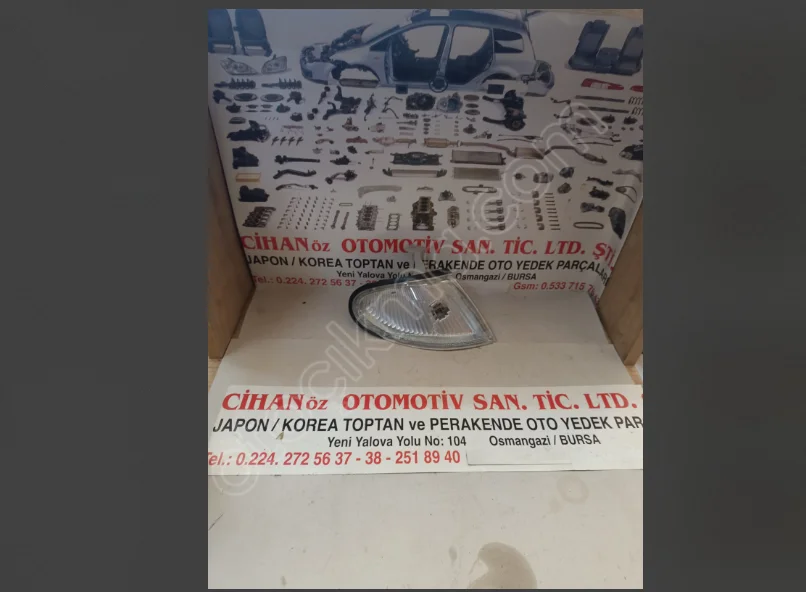 CİHANöz OTOMOTİV SAN. TİC. LTD. ŞTİ
JAPON / KOREA TOPTAN ve PERAKENDE OTO YEDEK PARÇALA
Yeni Yalova Yolu Osmangazi / BURSA
Tel.: 0.224. 272 56 37 - Gsm: 0.533 715
CİHANöz OTOMOTİV SAN. TİC. LTD.
JAPON / KOREA TOPTAN ve PERAKENDE OTO YEDEK PAR
Yeni Yalova Yolu No: 104 Osmangazi / BURSA
Tel.: 0.224. 272 56 37 - 38 - 251 89 40